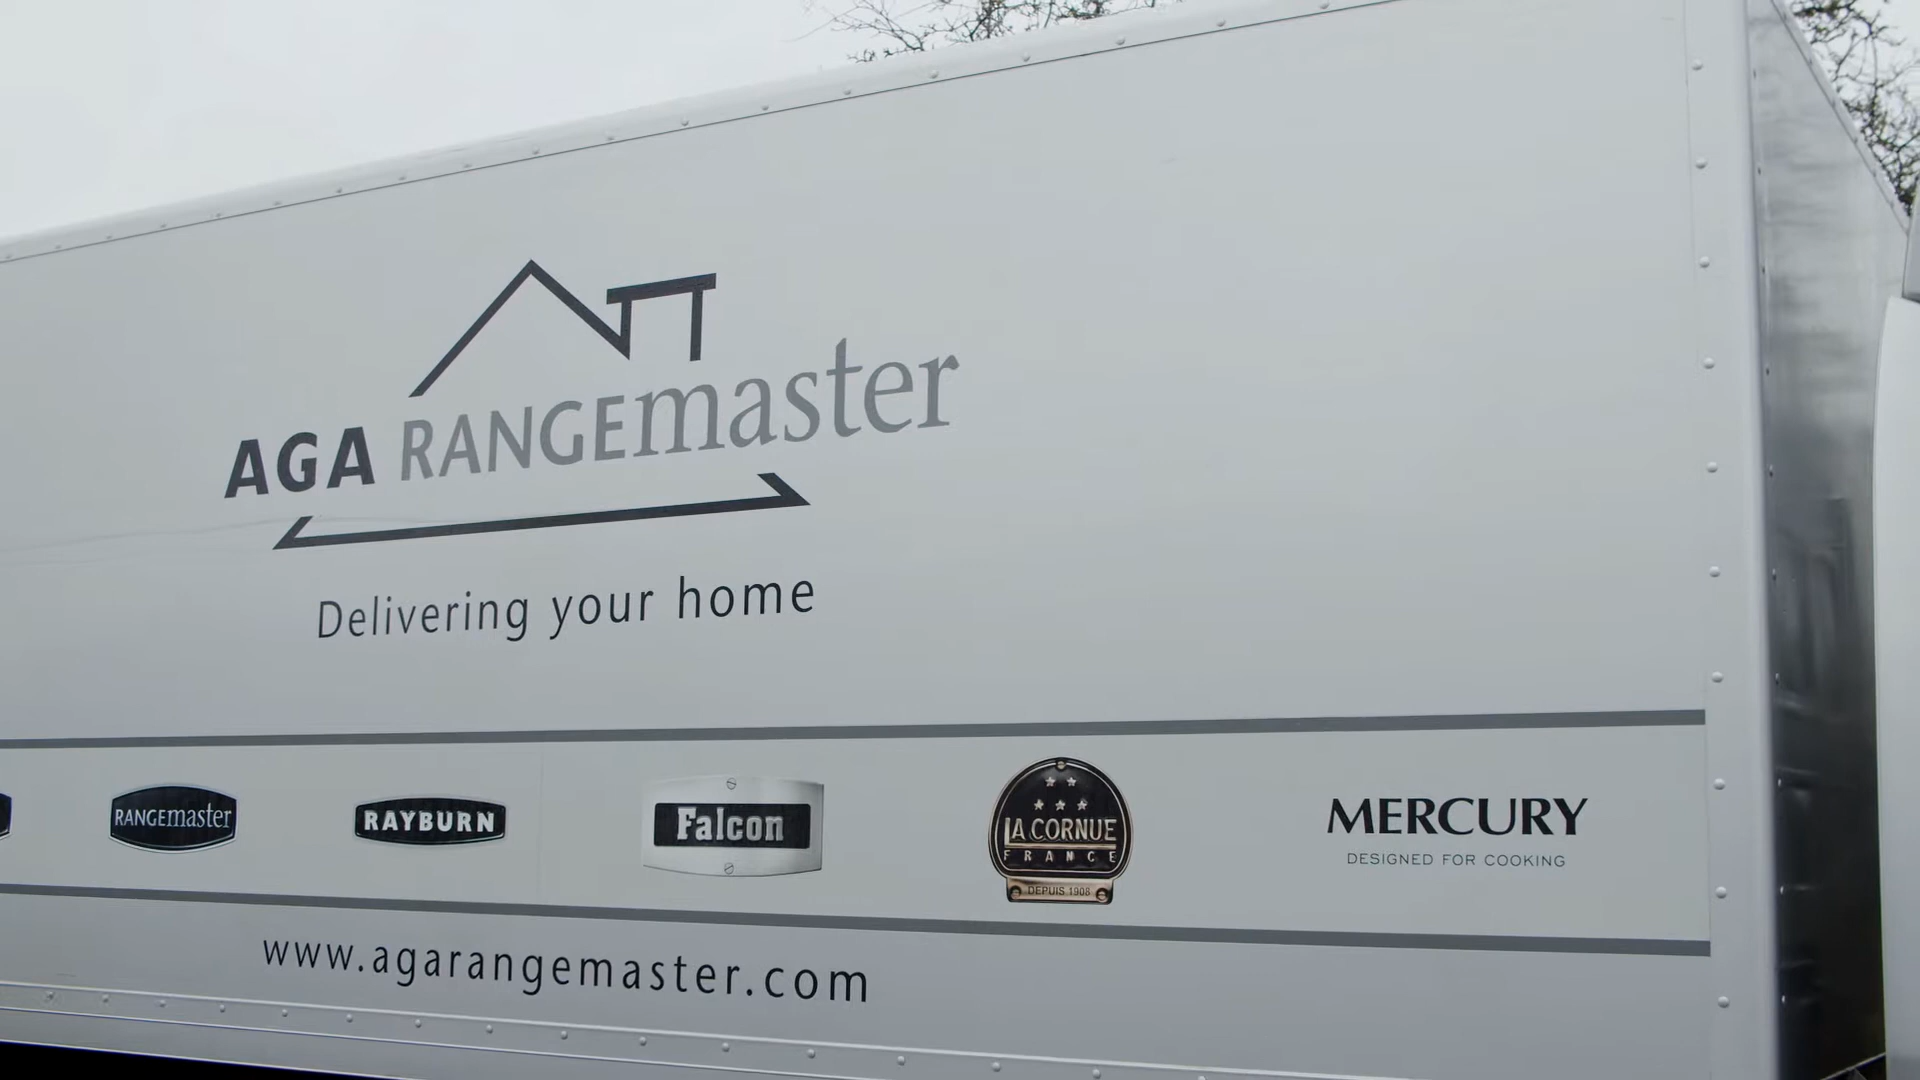 AGA RANGEmaster
Delivering your home
RANGEmaster
RAYBURN
Falcon
LA CORNUE
FRANCE
DEPUIS 1908
MERCURY
DESIGNED FOR COOKING
www.agarangemaster.com